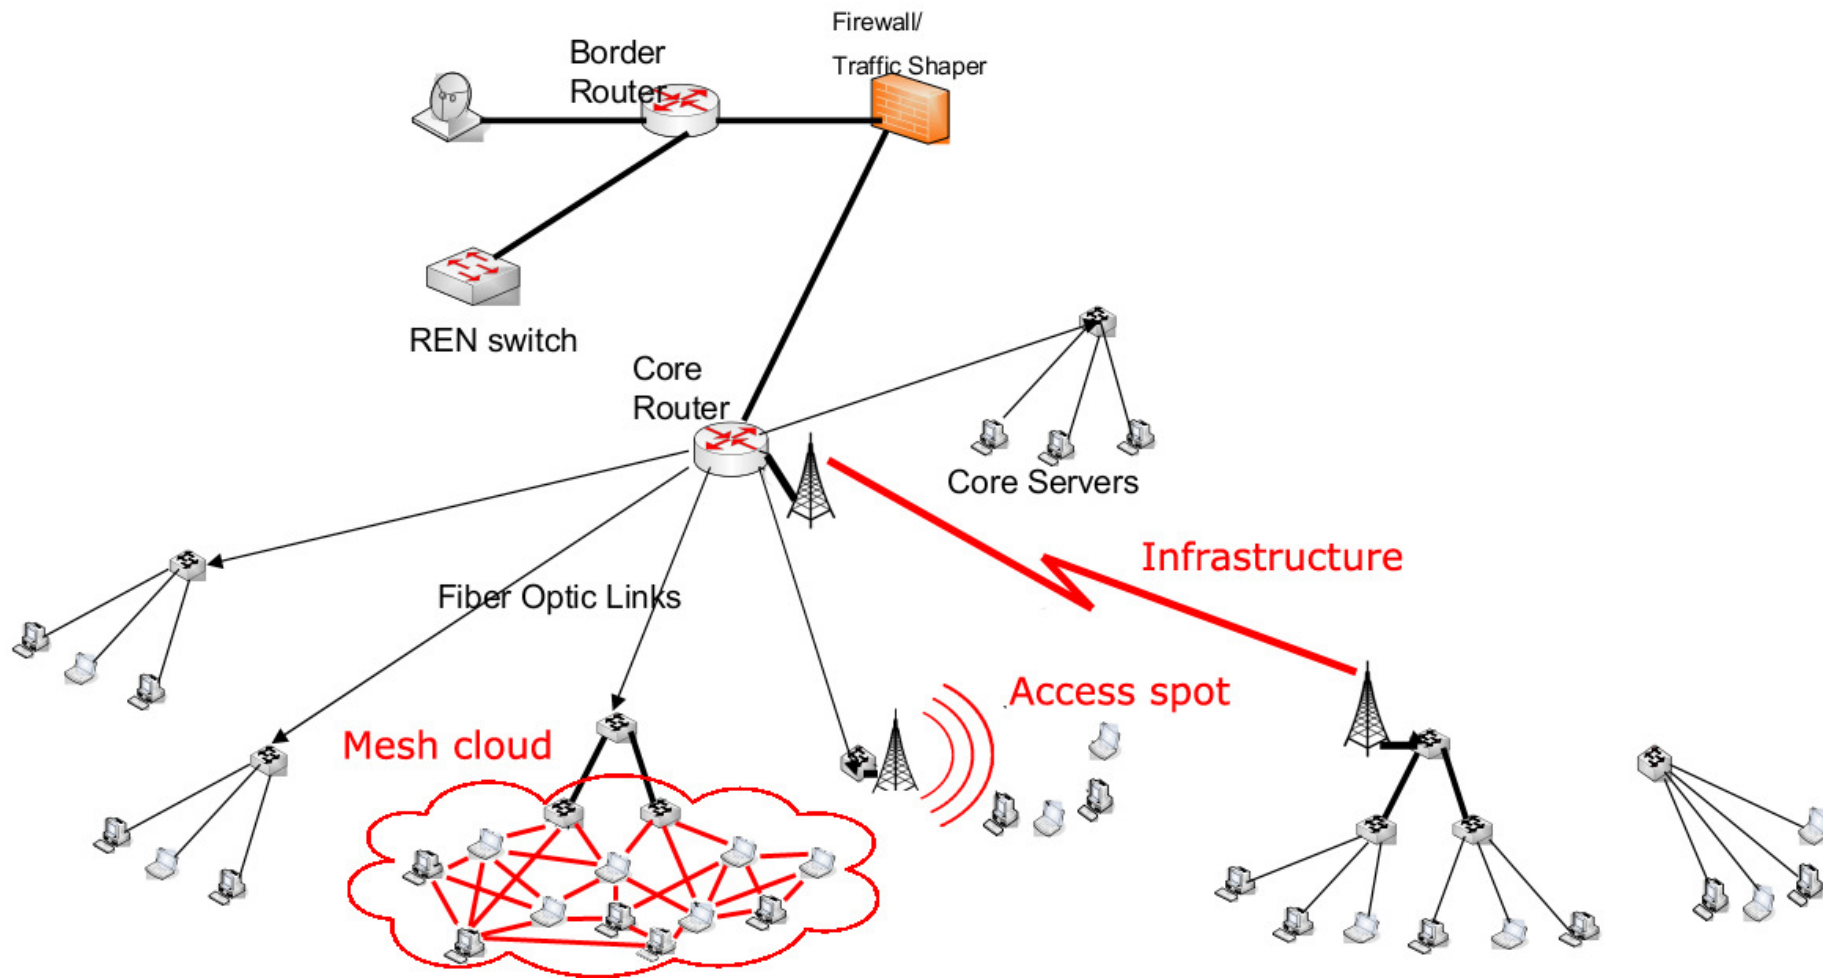 Firewall/
Traffic Shaper
Border
Router
REN switch
Core
Router
Core Servers
Infrastructure
Fiber Optic Links
Access spot
Mesh cloud